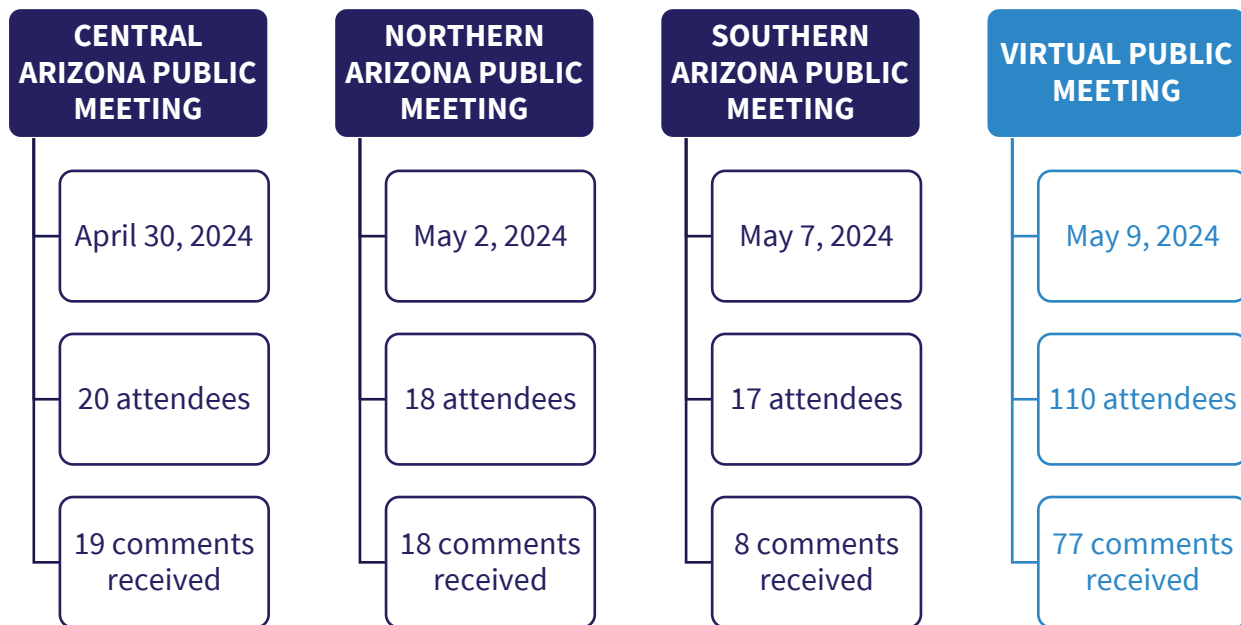 CENTRAL
ARIZONA PUBLIC
MEETING
April 30, 2024
20 attendees
19 comments
received
NORTHERN
ARIZONA PUBLIC
MEETING
May 2, 2024
18 attendees
18 comments
received
SOUTHERN
ARIZONA PUBLIC
MEETING
May 7, 2024
17 attendees
8 comments
received
VIRTUAL PUBLIC
MEETING
May 9, 2024
110 attendees
77 comments
received